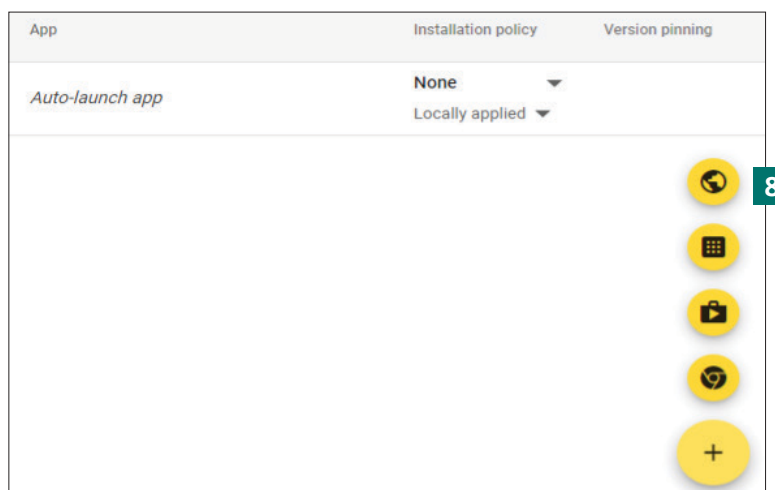 App Installation policy Version pinning
Auto-launch app None
Locally applied
8
+